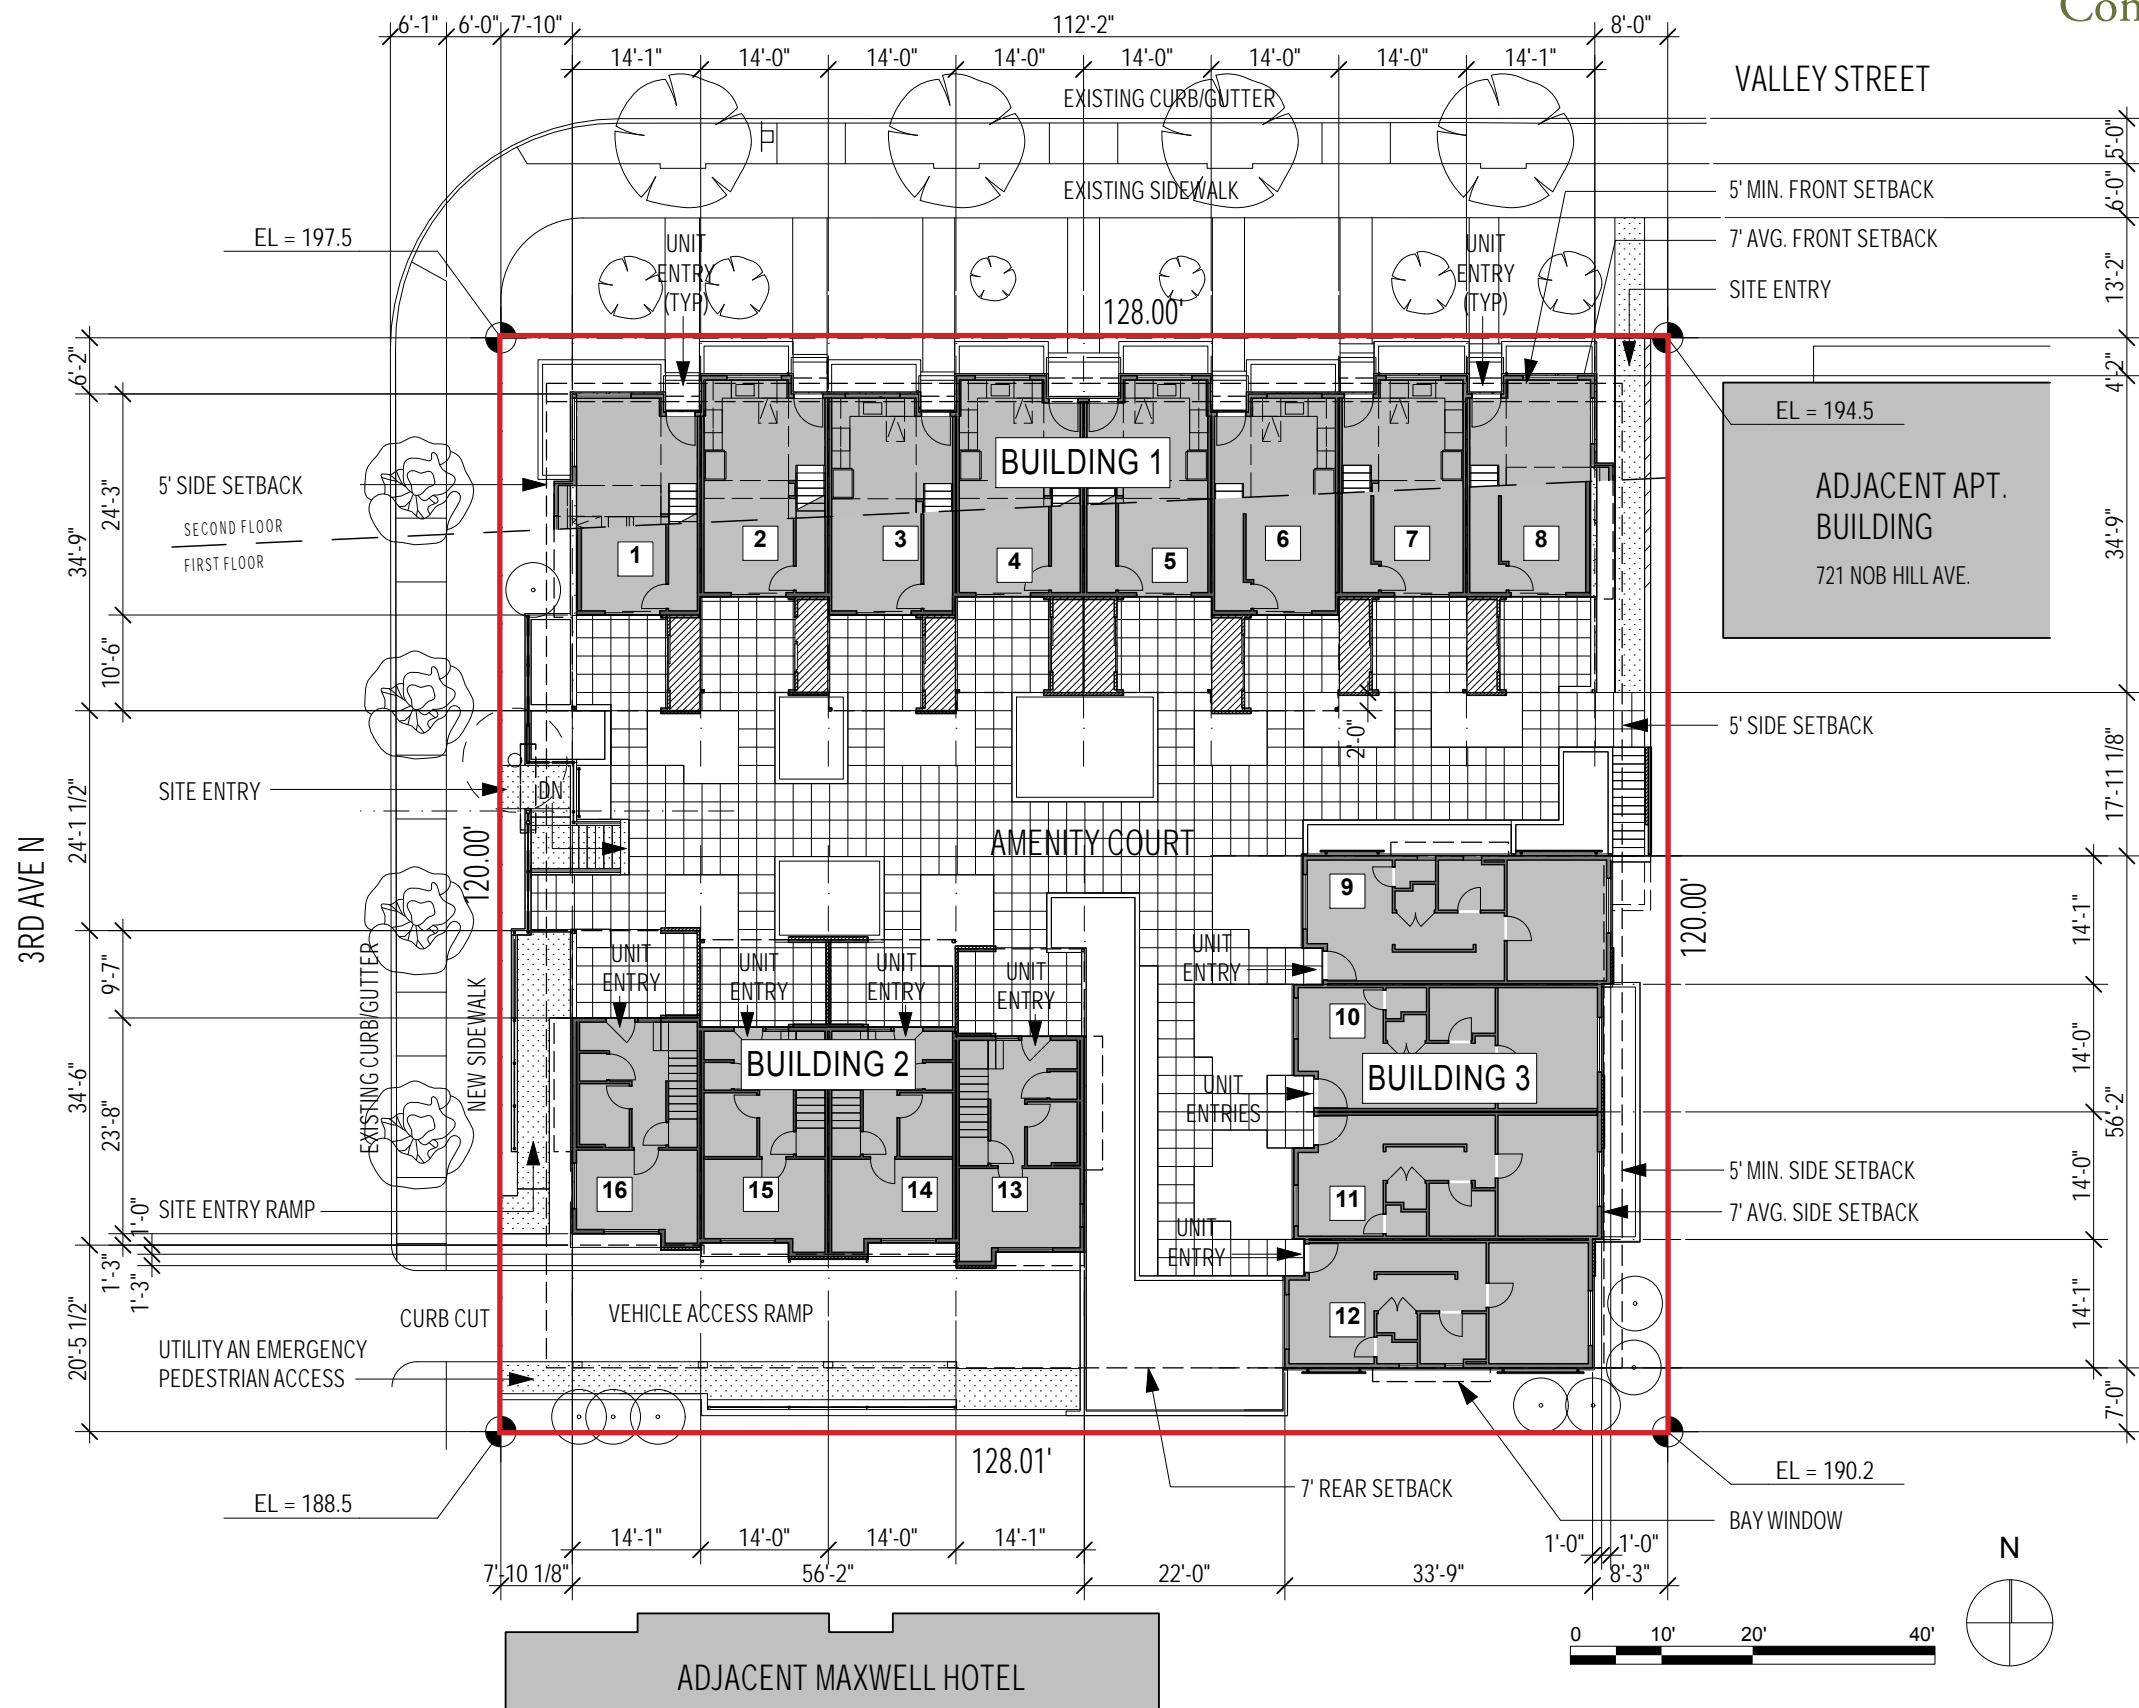 Con
6'-1" 6'-0" 7'-10" 112'-2" 8'-0"
14'-1" 14'-0" 14'-0" 14'-0" 14'-0" 14'-0" 14'-0" 14'-1"
VALLEY STREET
EXISTING CURB/GUTTER
5'-0"
EXISTING SIDEWALK
5' MIN. FRONT SETBACK
6'-0"
EL = 197.5
UNIT
ENTRY
(TYP)
UNIT
ENTRY
(TYP)
7' AVG. FRONT SETBACK
SITE ENTRY
13'-2"
128.00'
6'-2"
4'-2"
EL = 194.5
BUILDING 1
ADJACENT APT.
BUILDING
721 NOB HILL AVE.
5' SIDE SETBACK
SECOND FLOOR
FIRST FLOOR
24'-3"
34'-9"
34'-9"
1 2 3 4 5 6 7 8
10'-6"
2'-0"
5' SIDE SETBACK
SITE ENTRY
DN
17'-11 1/8"
24'-1 1/2"
3RD AVE N
120.00'
AMENITY COURT
120.00'
9
14'-1"
UNIT
ENTRY
UNIT
ENTRY
UNIT
ENTRY
UNIT
ENTRY
UNIT
ENTRY
9'-7"
EXISTING CURB/GUTTER
NEW SIDEWALK
10
14'-0"
BUILDING 2
BUILDING 3
UNIT
ENTRIES
34'-6"
23'-8"
56'-2"
5' MIN. SIDE SETBACK
14'-0"
16 15 14 13
11
SITE ENTRY RAMP
1'-0"
7' AVG. SIDE SETBACK
UNIT
ENTRY
1'-3"
1'-3"
CURB CUT
VEHICLE ACCESS RAMP
12
14'-1"
20'-5 1/2"
UTILITY AN EMERGENCY
PEDESTRIAN ACCESS
7'-0"
128.01'
EL = 190.2
7' REAR SETBACK
EL = 188.5
BAY WINDOW
14'-1" 14'-0" 14'-0" 14'-1"
1'-0" 1'-0"
7'-10 1/8" 56'-2" 22'-0" 33'-9" 8'-3"
N
0 10' 20' 40'
ADJACENT MAXWELL HOTEL